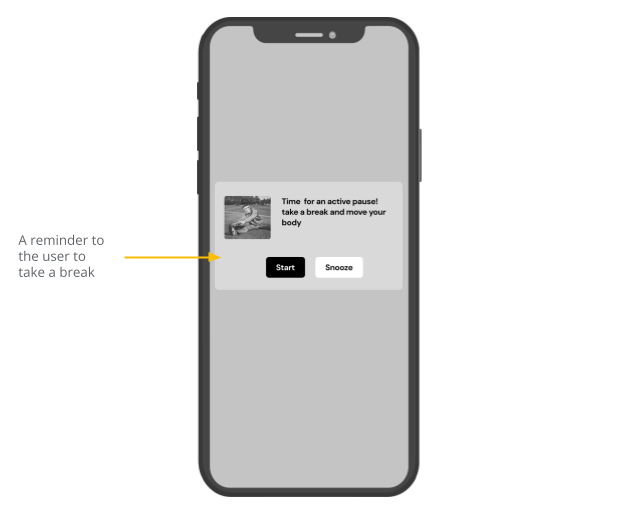 A reminder to
the user to
take a break
Time for an active pause!
take a break and move your
body
Start
Snooze